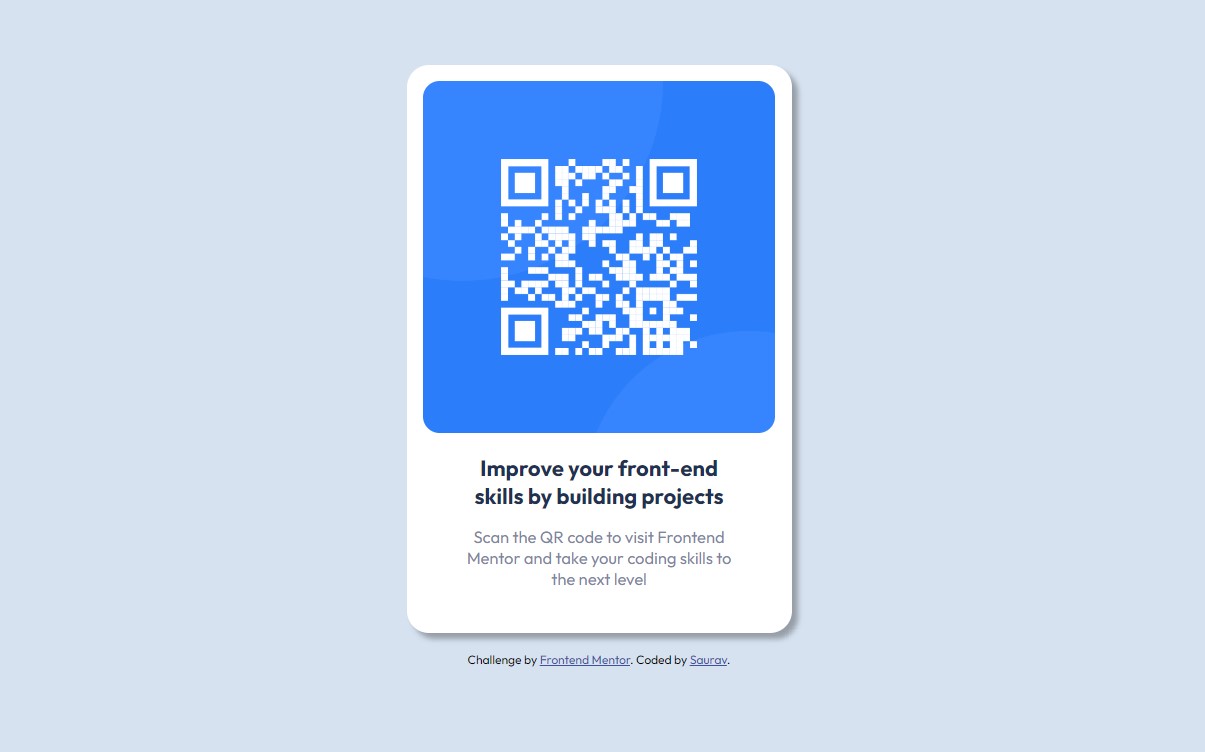 Improve your front-end
skills by building projects
Scan the QR code to visit Frontend
Mentor and take your coding skills to
the next level
Challenge by Frontend Mentor. Coded by Saurav.